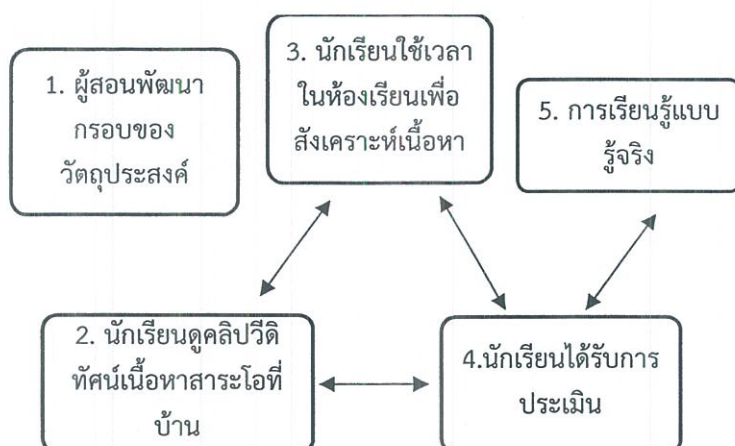 1. ผู้สอนพัฒนา
กรอบของ
วัตถุประสงค์
3. นักเรียนใช้เวลา
ในห้องเรียนเพื่อ
สังเคราะห์เนื้อหา
5. การเรียนรู้แบบ
รู้จริง
2. นักเรียนดูคลิปวีดิ
ทัศน์เนื้อหาสาระโอที่
บ้าน
4.นักเรียนได้รับการ
ประเมิน